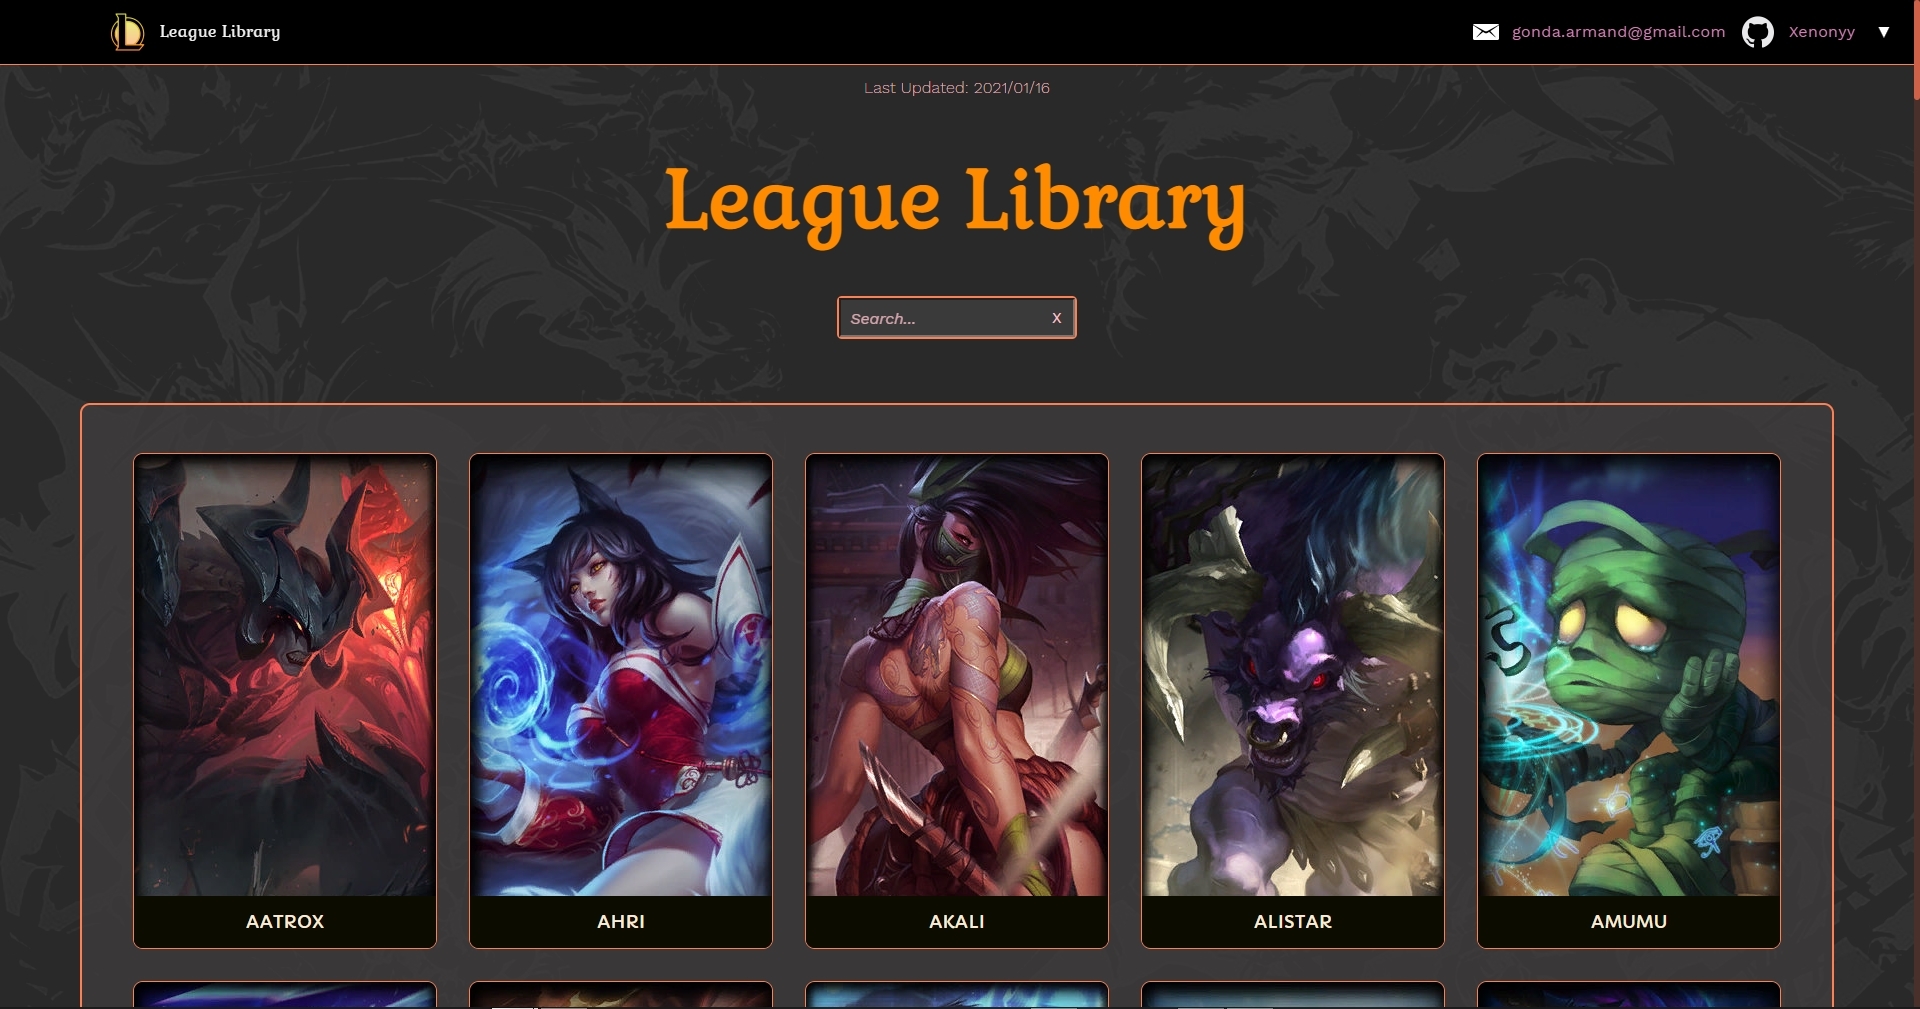 League Library
gonda.armand@gmail.com
Xenonyy
Last Updated: 2021/01/16
League Library
Search...
X
AATROX
AHRI
AKALI
ALISTAR
AMUMU